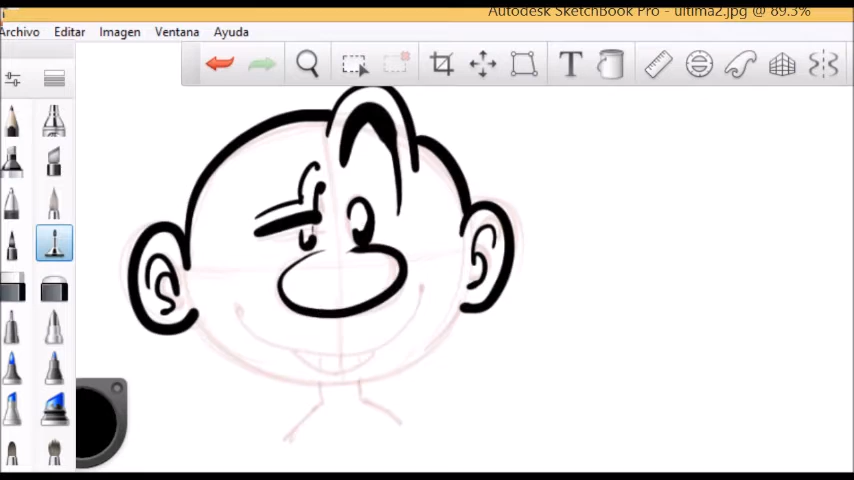 Autodesk SketchBook Pro - ultima2.jpg @ 89.3%
Archivo Editar Imagen Ventana Ayuda
T